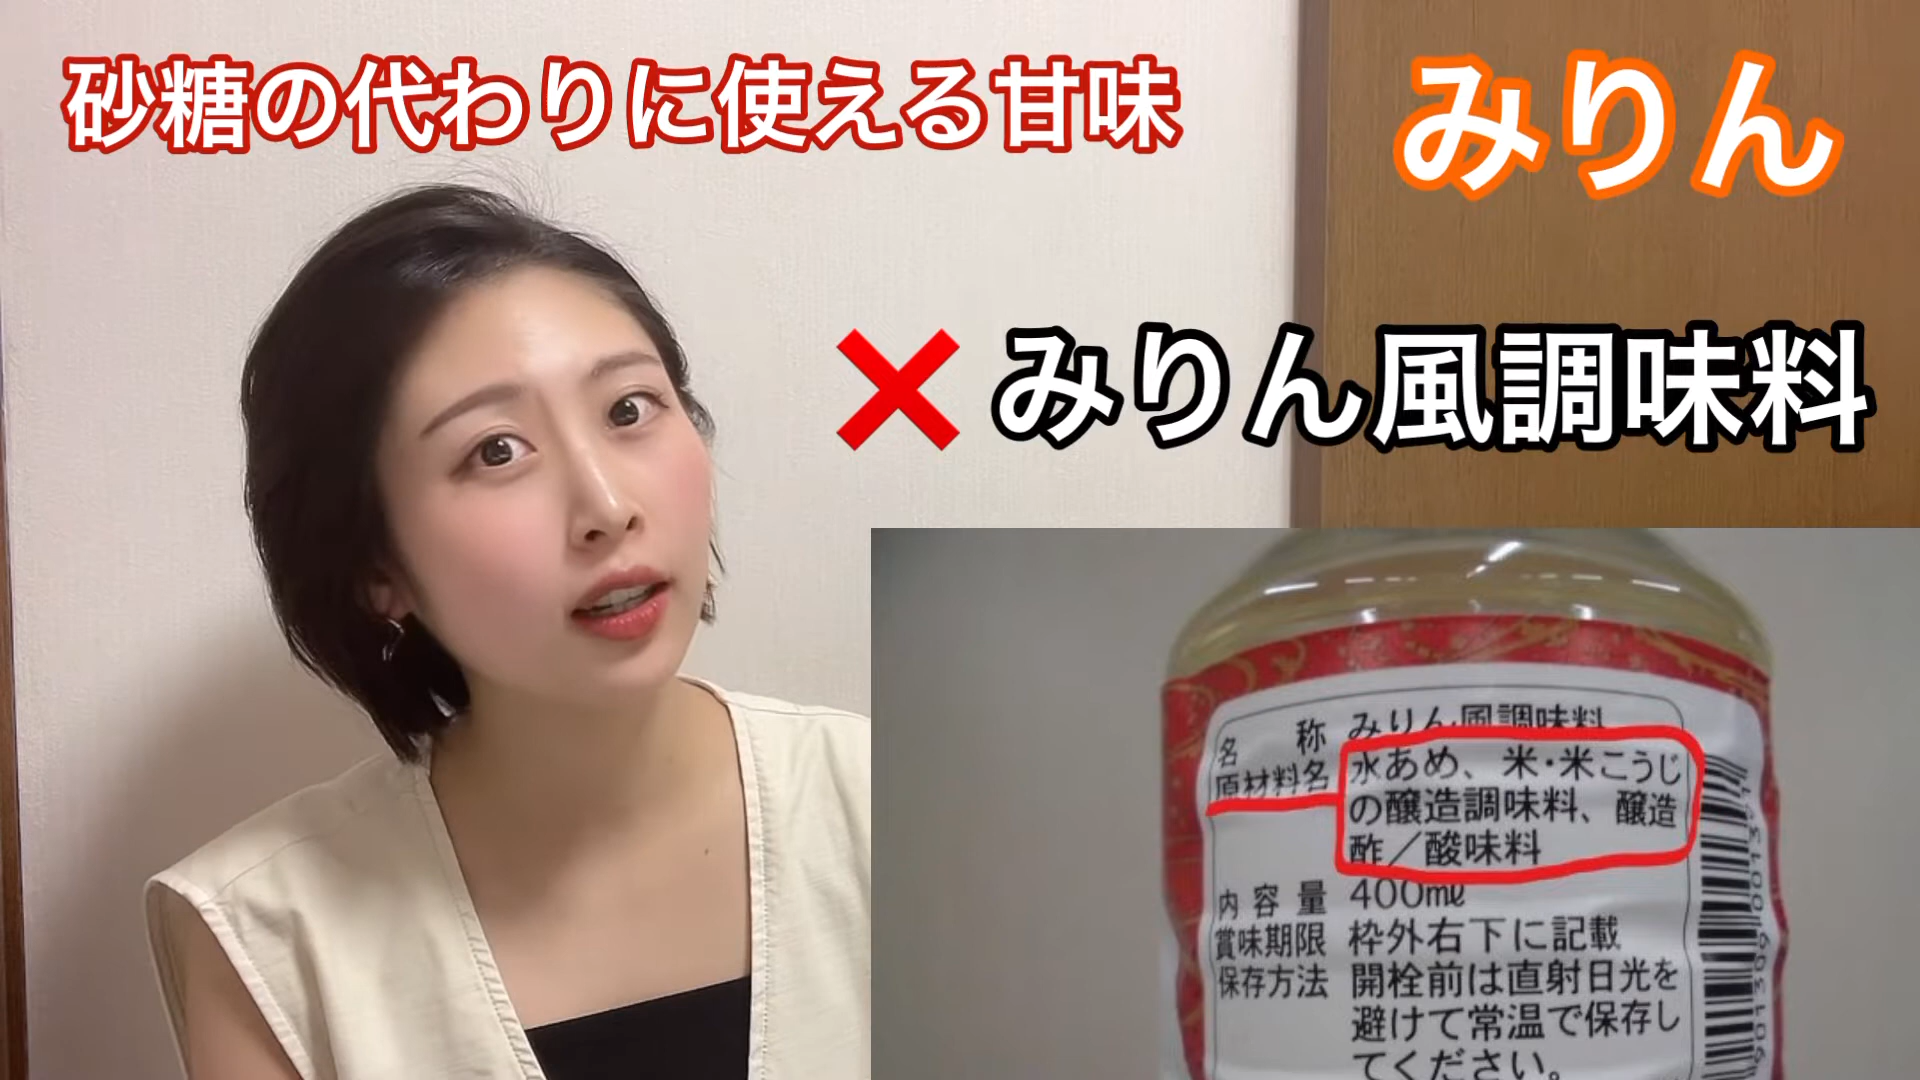 砂糖の代わりに使える甘味
みりん
❌みりん風調味料
名称 みりん風調味料
原材料名 水あめ、米・米こうじ
の醸造調味料、醸造
酢／酸味料
内容量 400mℓ
賞味期限 枠外右下に記載
保存方法 開栓前は直射日光を
避けて常温で保存し
てください。